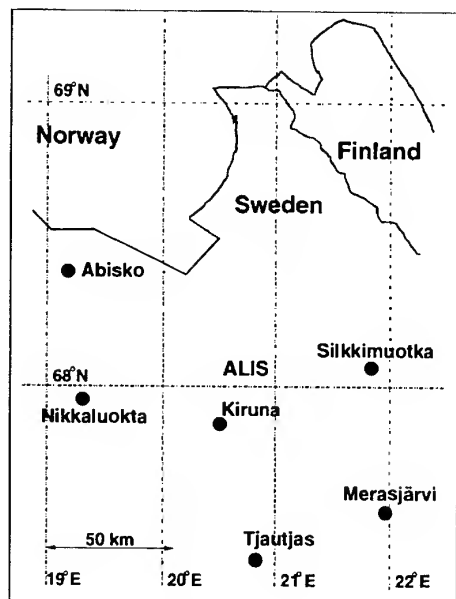 69°N
Norway
Finland
Sweden
Abisko
Silkkimuotka
ALIS
68°N
Nikkaluokta
Kiruna
Merasjärvi
50 km
Tjautjas
19°E
20°E
21°E
22°E